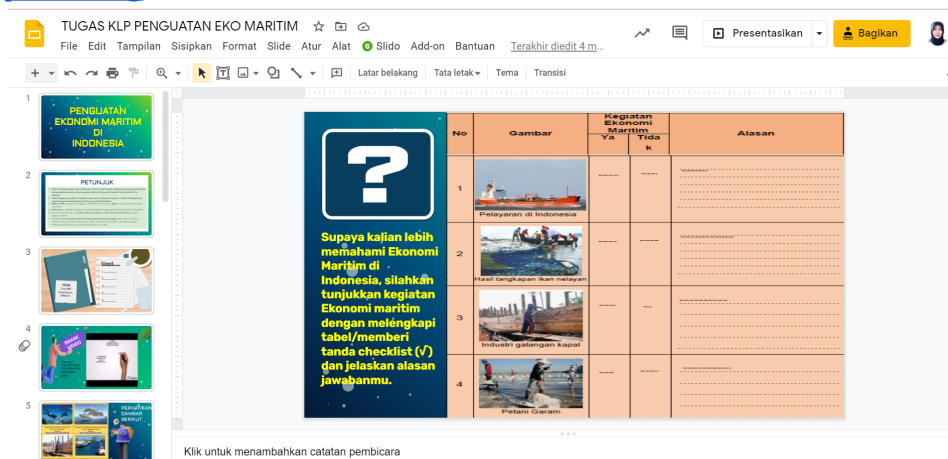 TUGAS KLP PENGUATAN EKO MARITIM
File Edit Tampilan Sisipkan Format Slide Atur Alat Slido Add-on Bantuan Terakhir diedit 4 m...
Presentasikan
Bagikan
Latar belakang Tata letak Tema Transisi
1
PENGUATAN
EKONOMI MARITIM
DI
INDONESIA
2
PETUNJUK
3
4
5
PERHATIKAN
GAMBAR
BERIKUT
?
Supaya kalian lebih
memahami Ekonomi
Maritim di
Indonesia, silahkan
tunjukkan kegiatan
Ekonomi maritim
dengan melengkapi
tabel/memberi
tanda checklist (√)
dan jelaskan alasan
jawabanmu.
No Gambar Kegiatan Ekonomi Maritim Alasan
Ya Tida
k
1
Pelayaran di Indonesia
2
Hasil tangkapan ikan nelayan
3
Industri galangan kapal
4
Petani Garam
Klik untuk menambahkan catatan pembicara